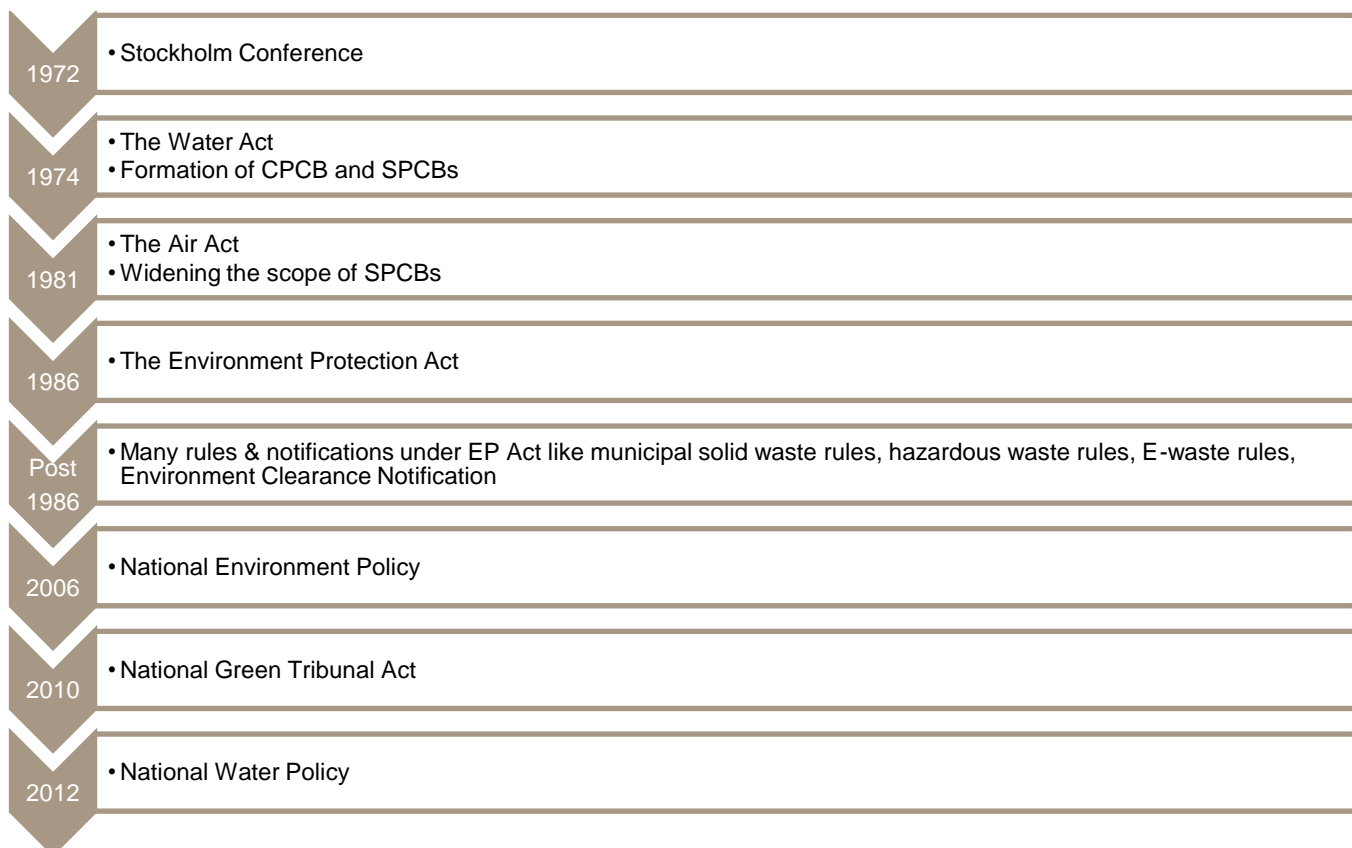 1972
• Stockholm Conference
1974
• The Water Act
• Formation of CPCB and SPCBs
1981
• The Air Act
• Widening the scope of SPCBs
1986
• The Environment Protection Act
Post
1986
• Many rules & notifications under EP Act like municipal solid waste rules, hazardous waste rules, E-waste rules,
Environment Clearance Notification
2006
• National Environment Policy
2010
• National Green Tribunal Act
2012
• National Water Policy